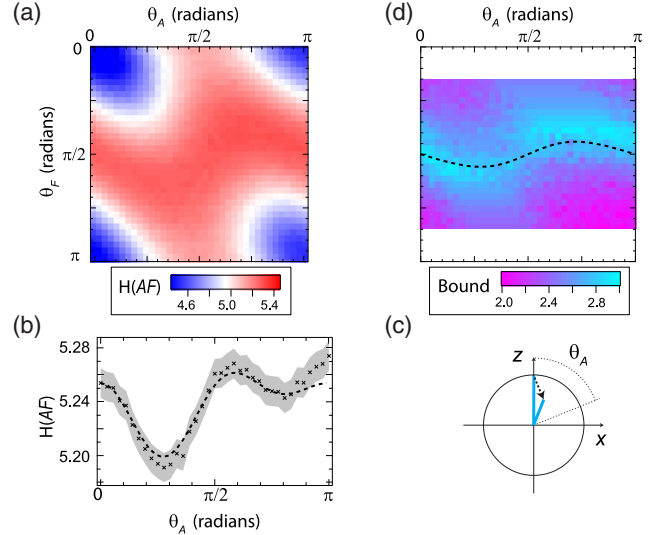 (a)
θ_A (radians)
0 π/2 π
θ_F (radians)
0
π/2
π
H(AF)
4.6 5.0 5.4
(d)
θ_A (radians)
0 π/2 π
Bound
2.0 2.4 2.8
(b)
H(AF)
5.28
5.24
5.20
0 π/2 π
θ_A (radians)
(c)
z
θ_A
x